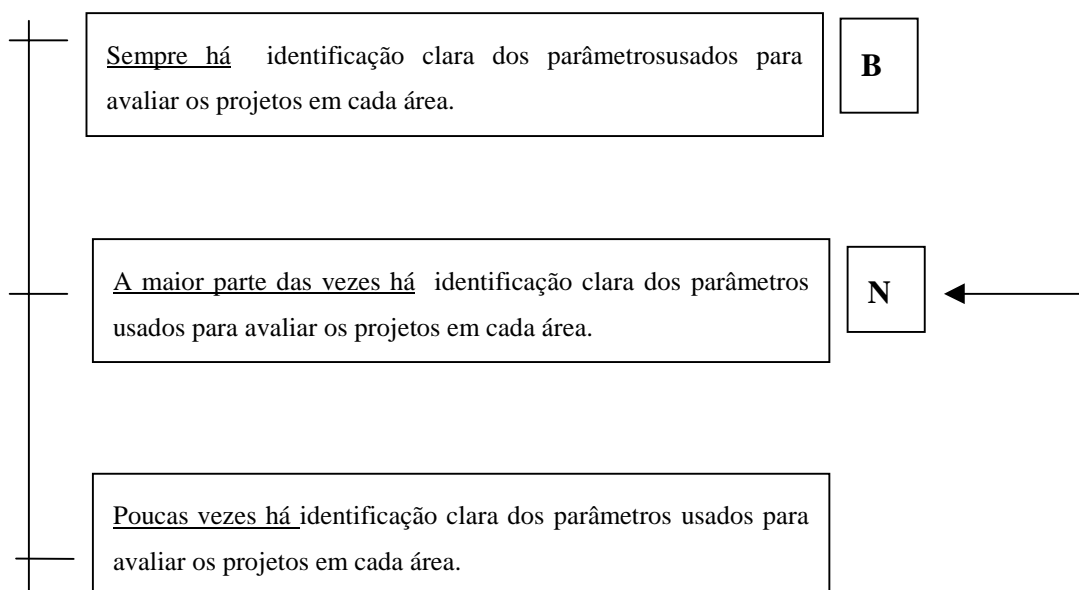 Sempre há identificação clara dos parâmetrosusados para
avaliar os projetos em cada área.
B
A maior parte das vezes há identificação clara dos parâmetros
usados para avaliar os projetos em cada área.
N
Poucas vezes há identificação clara dos parâmetros usados para
avaliar os projetos em cada área.